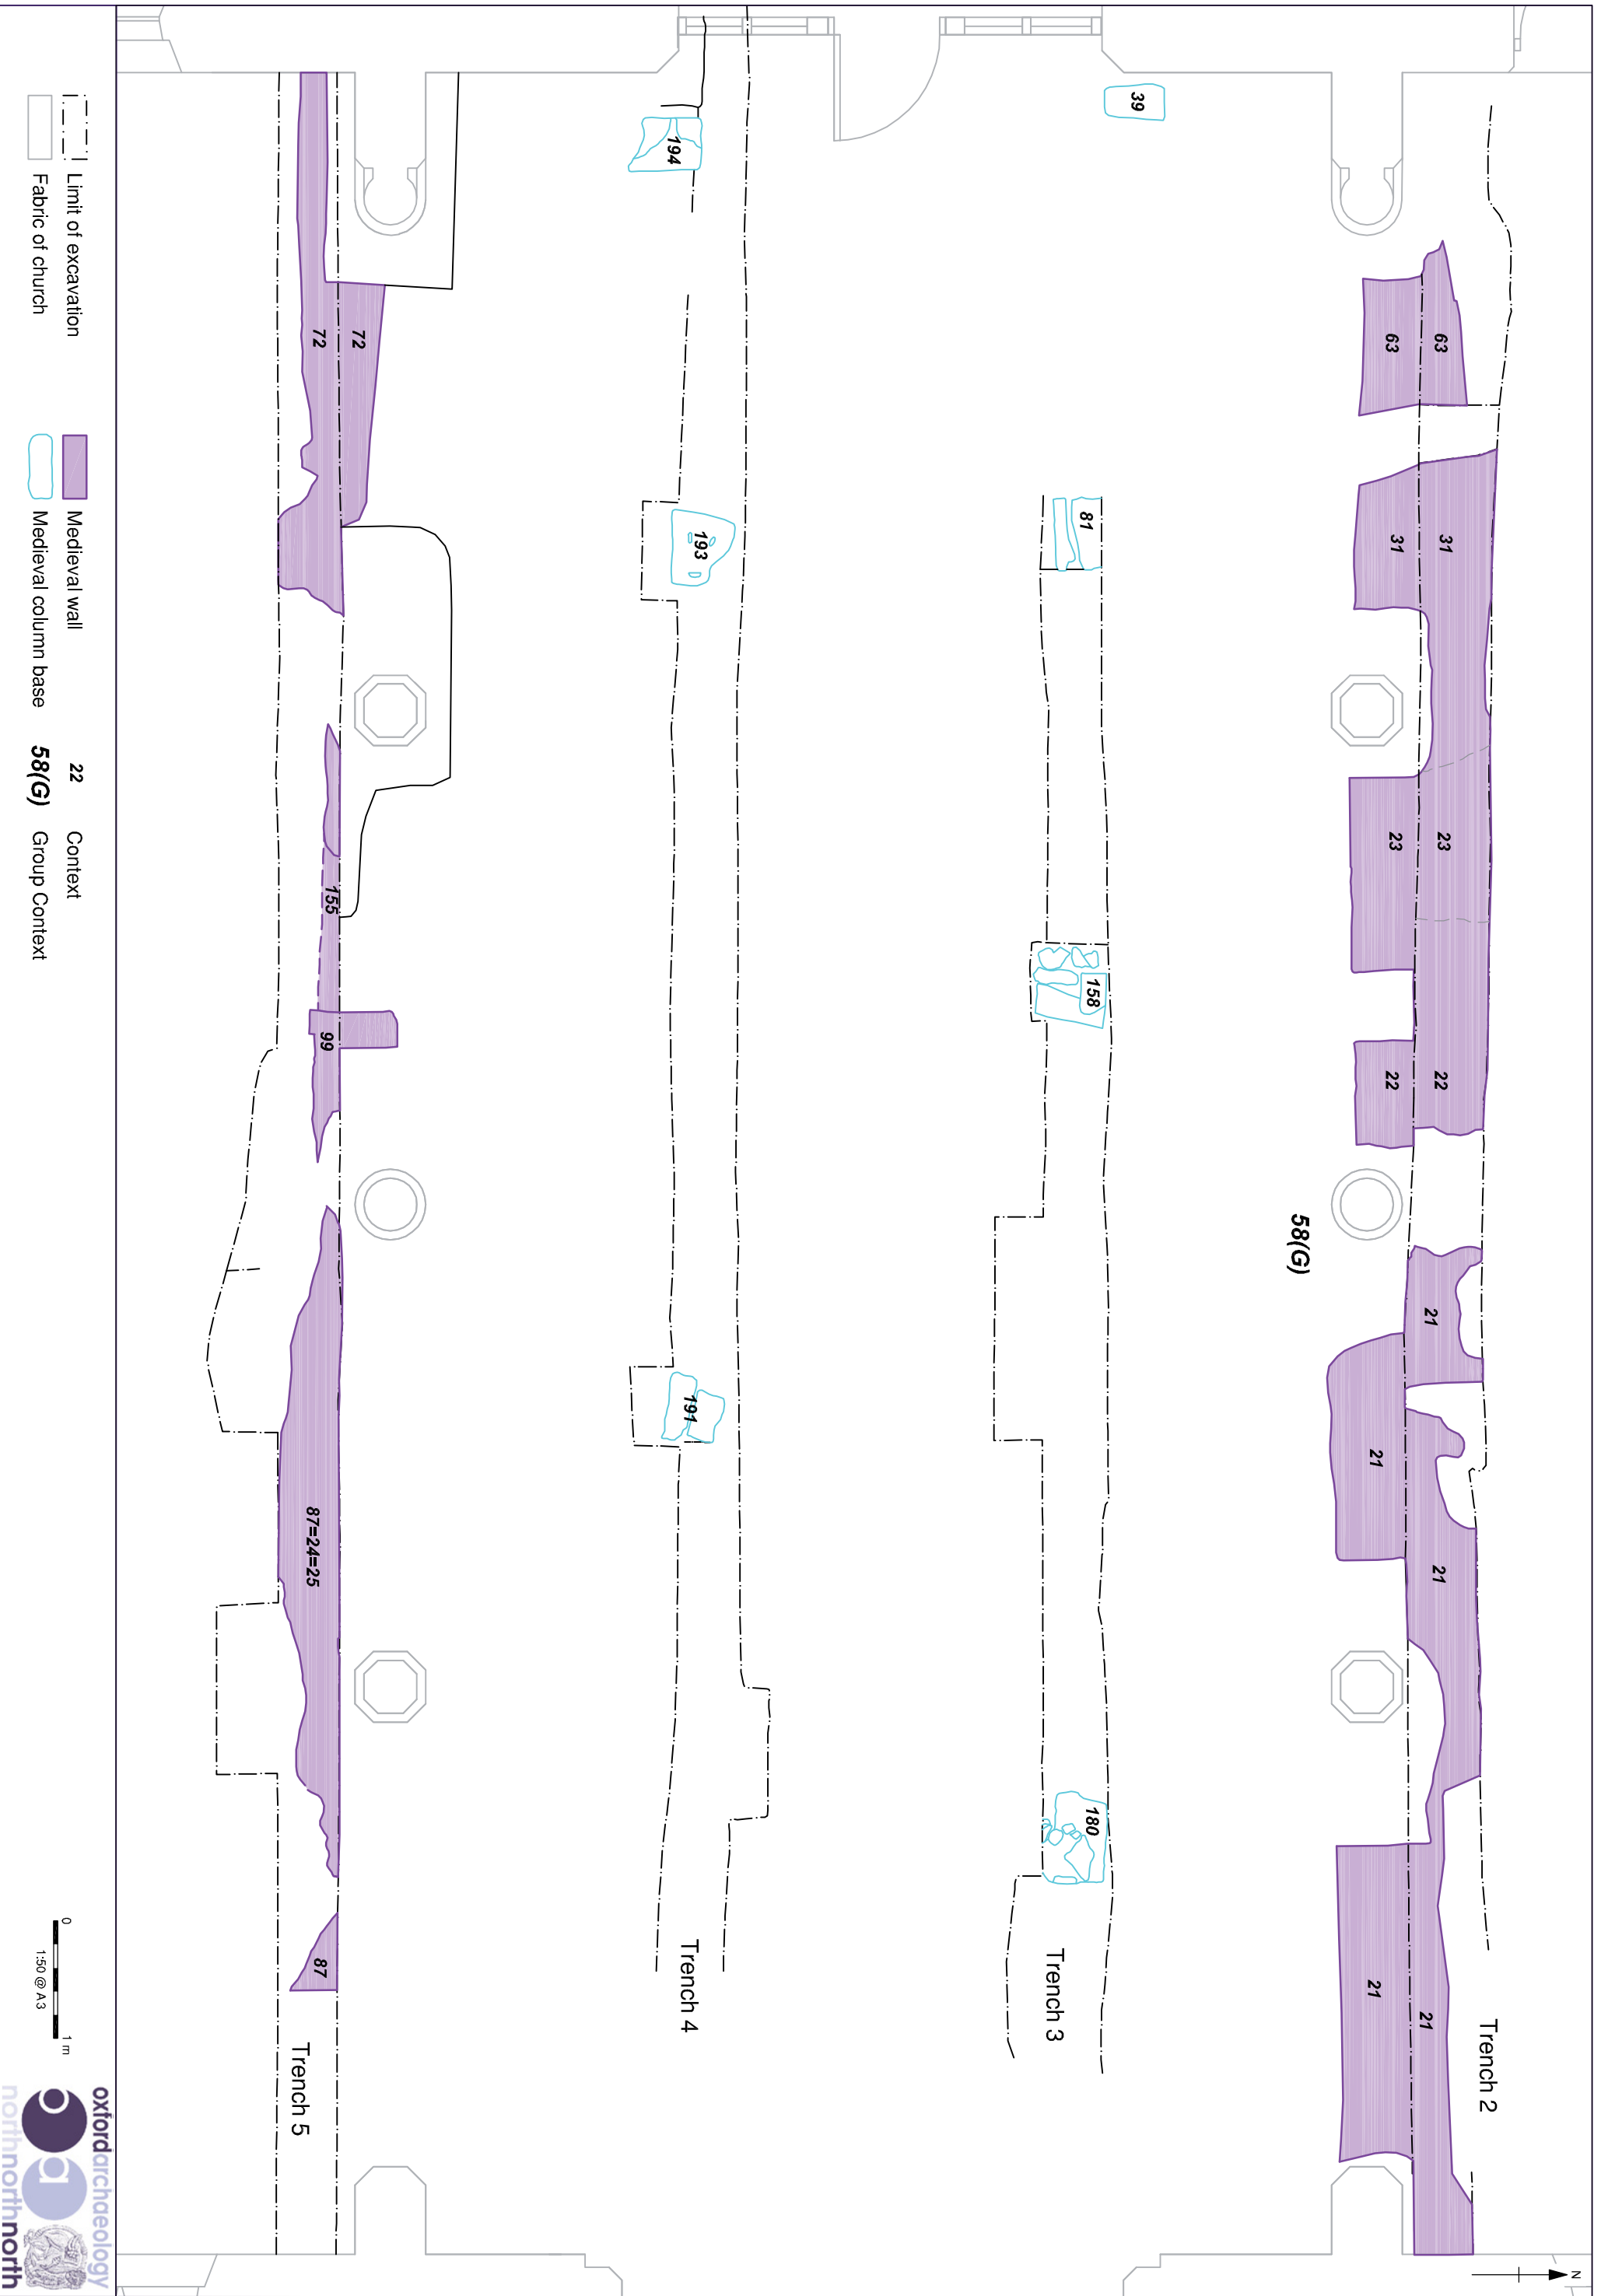 N
Trench 2
63
31
23
22
21
21
21
63
31
23
22
21
21
58(G)
39
81
158
180
Trench 3
194
193
191
Trench 4
72
72
155
99
87=24=25
87
Trench 5
Limit of excavation
Fabric of church
Medieval wall
Medieval column base
22 Context
58(G) Group Context
0 1 m
1:50 @ A3
oxfordarchaeology
northnorthnorth